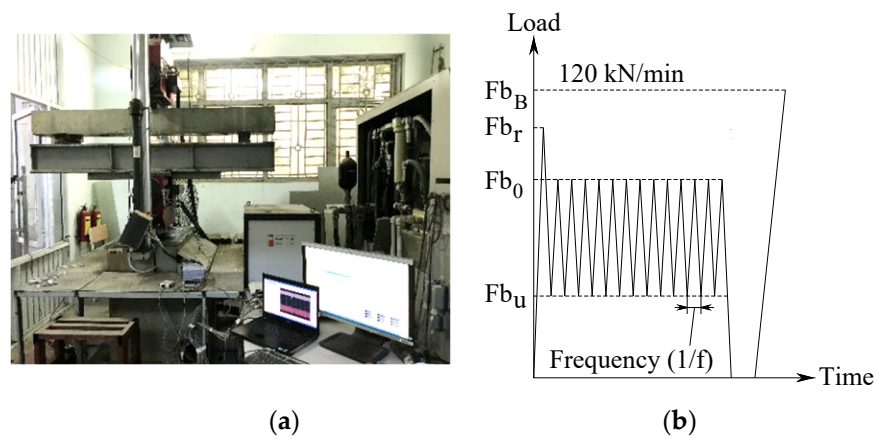 Load
120 kN/min
Fb_B
Fb_r
Fb_0
Fb_u
Frequency (1/f)
Time
(a)
(b)